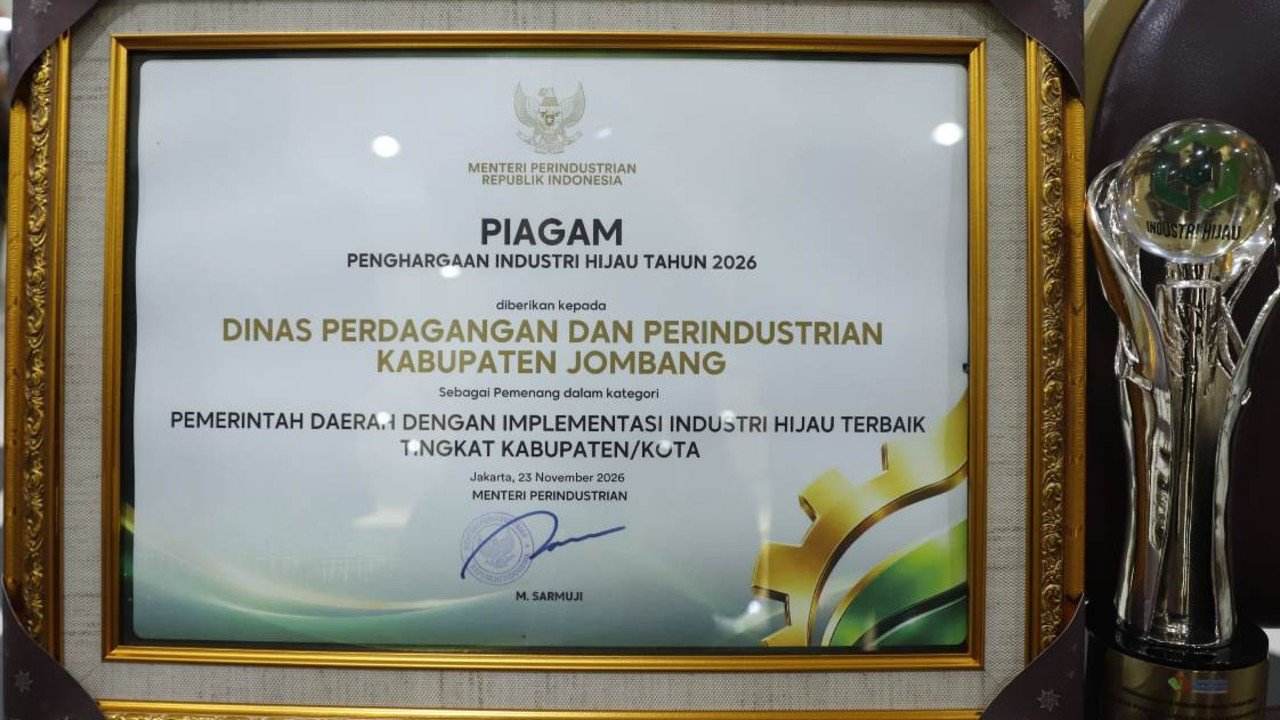 MENTERI PERINDUSTRIAN
REPUBLIK INDONESIA
PIAGAM
PENGHARGAAN INDUSTRI HIJAU TAHUN 2026
diberikan kepada
DINAS PERDAGANGAN DAN PERINDUSTRIAN
KABUPATEN JOMBANG
Sebagai Pemenang dalam kategori
PEMERINTAH DAERAH DENGAN IMPLEMENTASI INDUSTRI HIJAU TERBAIK
TINGKAT KABUPATEN/KOTA
Jakarta, 23 November 2026
MENTERI PERINDUSTRIAN
M. SARMUJI
INDUSTRI HIJAU